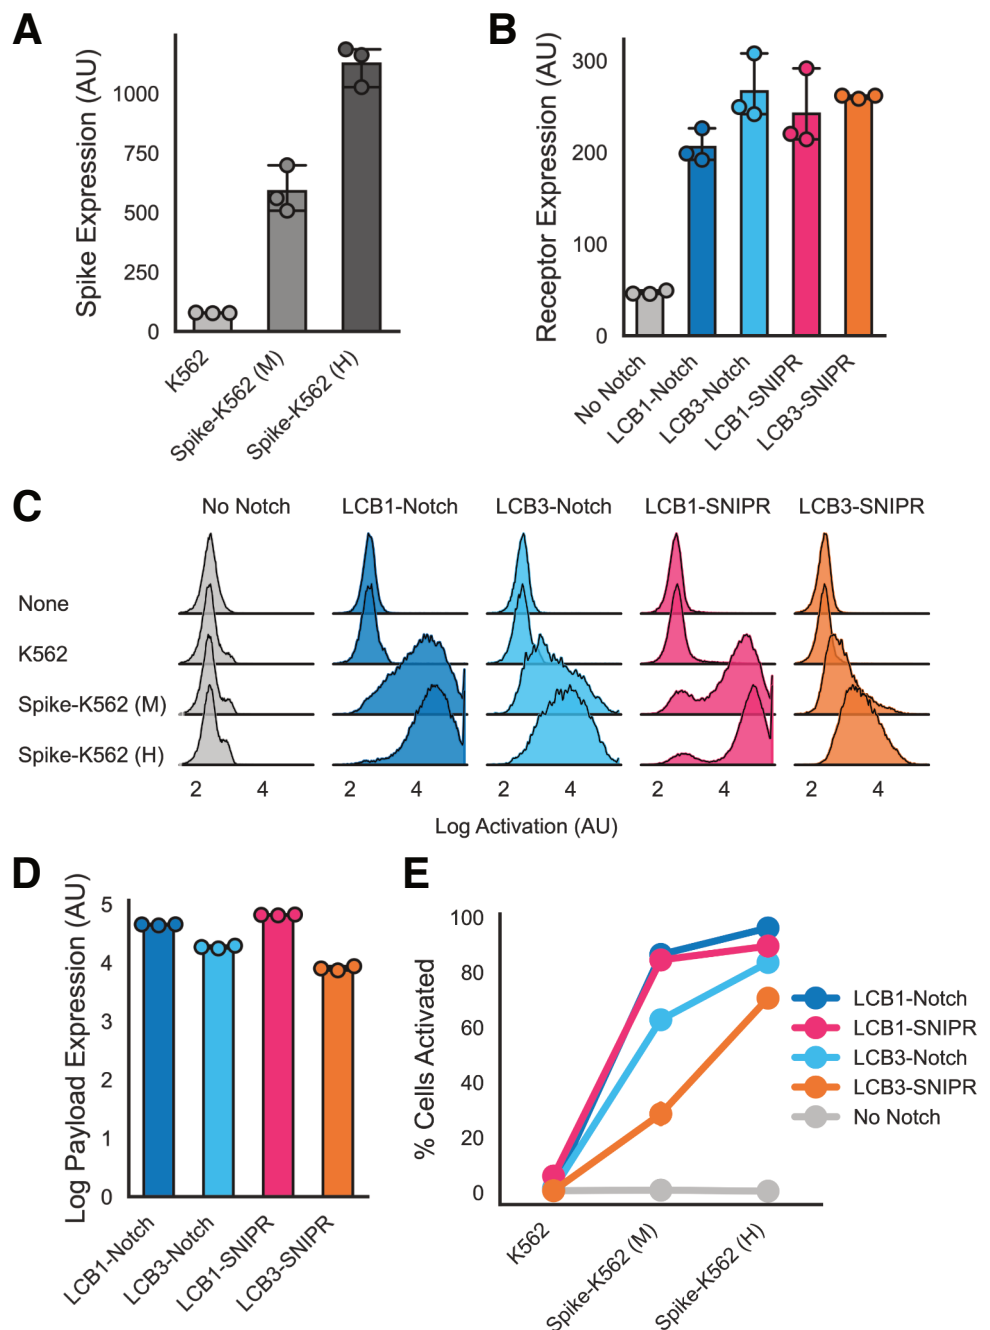 A
Spike Expression (AU)
1000
750
500
250
0
K562
Spike-K562 (M)
Spike-K562 (H)
B
Receptor Expression (AU)
300
200
100
0
No Notch
LCB1-Notch
LCB3-Notch
LCB1-SNIPR
LCB3-SNIPR
C
No Notch LCB1-Notch LCB3-Notch LCB1-SNIPR LCB3-SNIPR
None
K562
Spike-K562 (M)
Spike-K562 (H)
2 4 2 4 2 4 2 4 2 4
Log Activation (AU)
D
Log Payload Expression (AU)
5
4
3
2
1
0
LCB1-Notch
LCB3-Notch
LCB1-SNIPR
LCB3-SNIPR
E
% Cells Activated
100
80
60
40
20
0
K562
Spike-K562 (M)
Spike-K562 (H)
LCB1-Notch
LCB1-SNIPR
LCB3-Notch
LCB3-SNIPR
No Notch